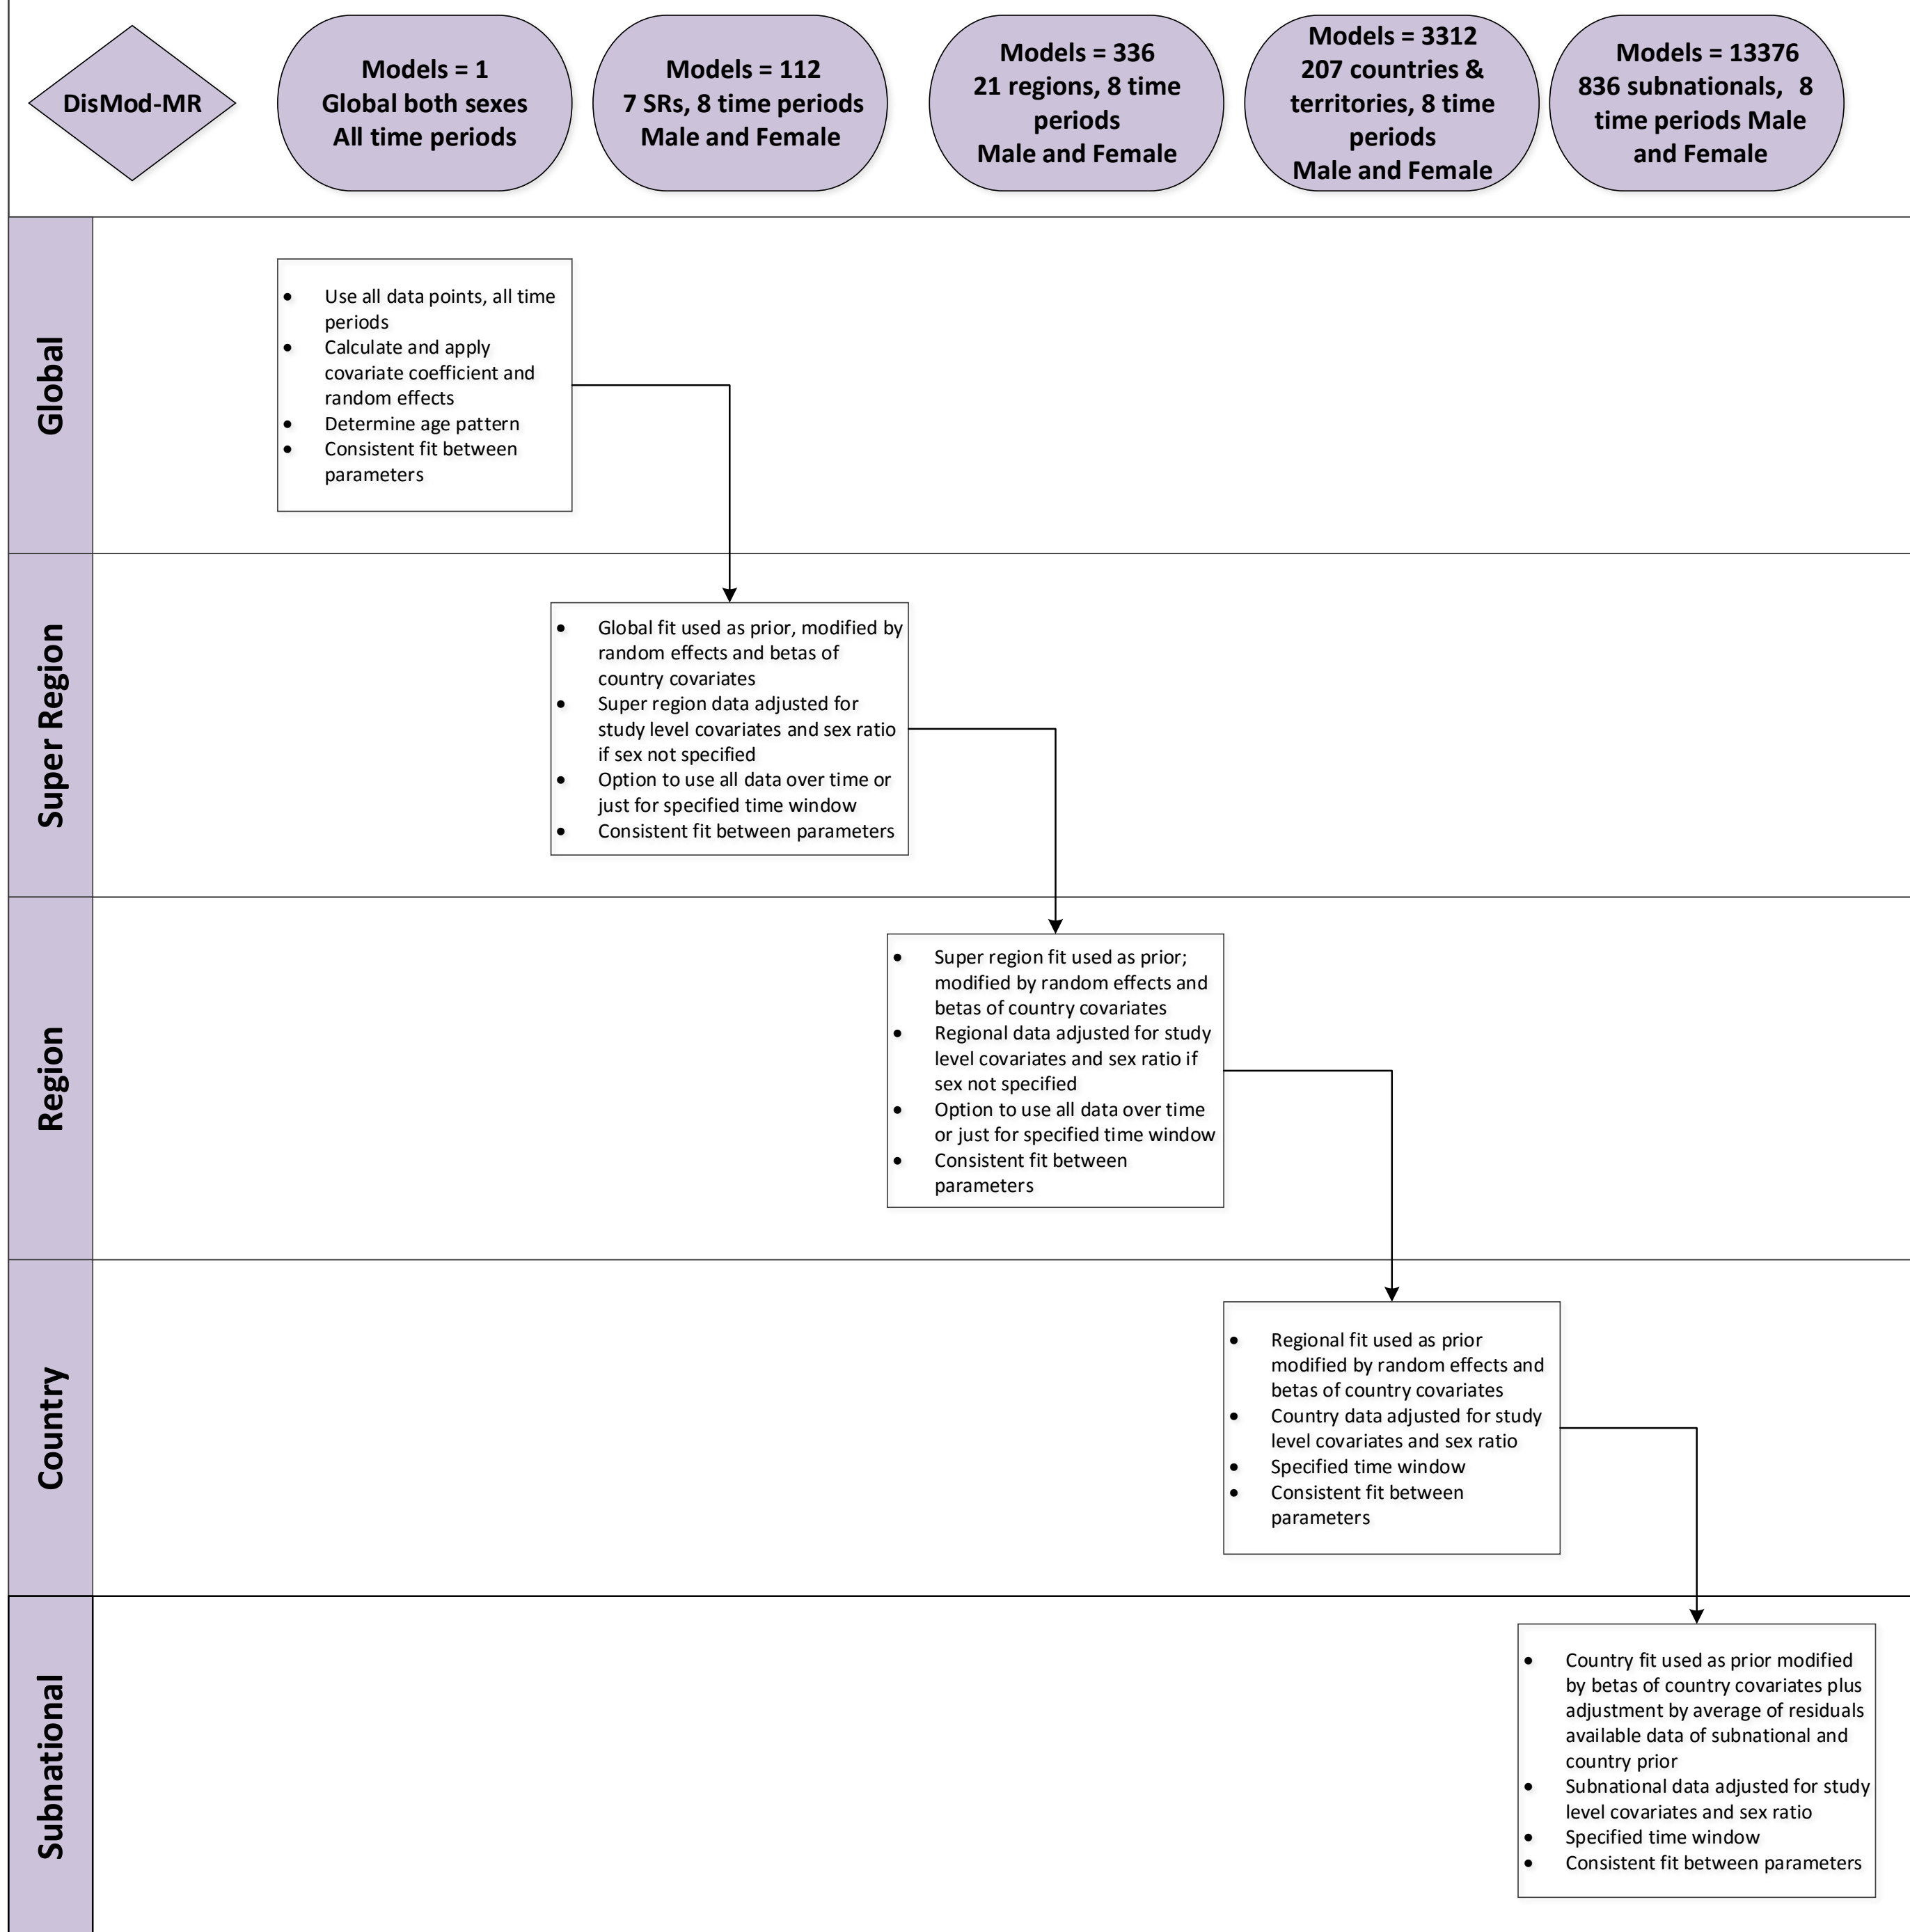 DisMod-MR
Models = 1
Global both sexes
All time periods
Models = 112
7 SRs, 8 time periods
Male and Female
Models = 336
21 regions, 8 time
periods
Male and Female
Models = 3312
207 countries &
territories, 8 time
periods
Male and Female
Models = 13376
836 subnationals, 8
time periods Male
and Female
Global
• Use all data points, all time
periods
• Calculate and apply
covariate coefficient and
random effects
• Determine age pattern
• Consistent fit between
parameters
Super Region
• Global fit used as prior, modified by
random effects and betas of
country covariates
• Super region data adjusted for
study level covariates and sex ratio
if sex not specified
• Option to use all data over time or
just for specified time window
• Consistent fit between parameters
Region
• Super region fit used as prior;
modified by random effects and
betas of country covariates
• Regional data adjusted for study
level covariates and sex ratio if
sex not specified
• Option to use all data over time
or just for specified time window
• Consistent fit between
parameters
Country
• Regional fit used as prior
modified by random effects and
betas of country covariates
• Country data adjusted for study
level covariates and sex ratio
• Specified time window
• Consistent fit between
parameters
Subnational
• Country fit used as prior modified
by betas of country covariates plus
adjustment by average of residuals
available data of subnational and
country prior
• Subnational data adjusted for study
level covariates and sex ratio
• Specified time window
• Consistent fit between parameters